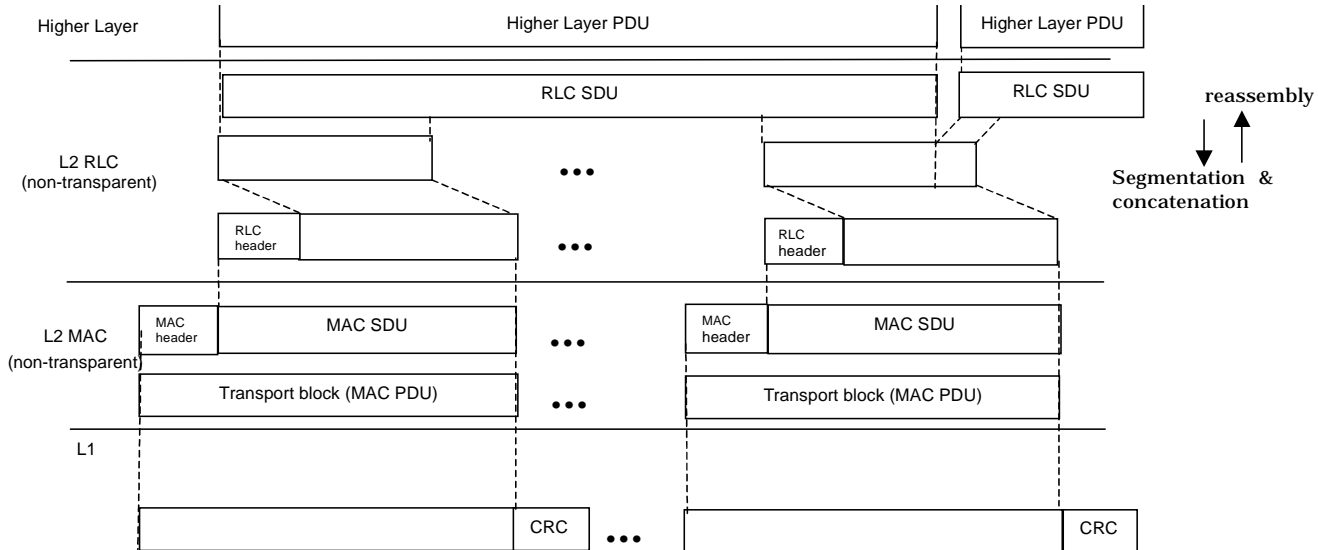 Higher Layer
Higher Layer PDU
Higher Layer PDU
RLC SDU
RLC SDU
reassembly
L2 RLC
(non-transparent)
•••
Segmentation &
concatenation
RLC
header
•••
RLC
header
L2 MAC
(non-transparent)
MAC
header
MAC SDU
•••
MAC
header
MAC SDU
Transport block (MAC PDU)
•••
Transport block (MAC PDU)
L1
CRC
•••
CRC